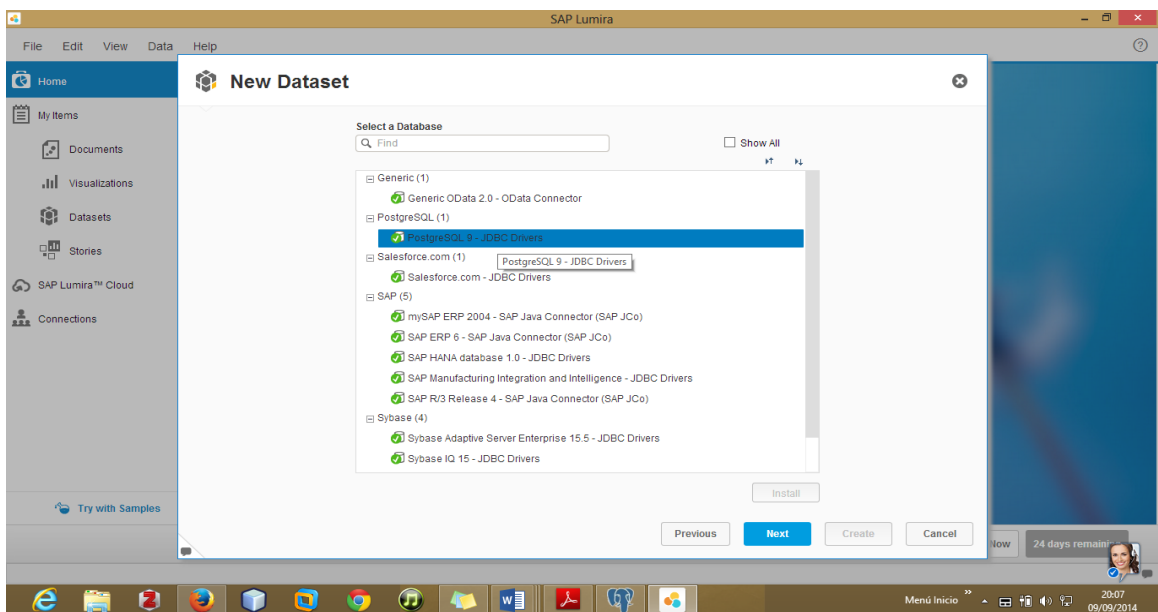 SAP Lumira
File Edit View Data Help
Home
My Items
Documents
Visualizations
Datasets
Stories
SAP Lumira™ Cloud
Connections
Try with Samples
New Dataset
Select a Database
Find
Show All
Generic (1)
Generic OData 2.0 - OData Connector
PostgreSQL (1)
PostgreSQL 9 - JDBC Drivers
Salesforce.com (1)
PostgreSQL 9 - JDBC Drivers
Salesforce.com - JDBC Drivers
SAP (5)
mySAP ERP 2004 - SAP Java Connector (SAP JCo)
SAP ERP 6 - SAP Java Connector (SAP JCo)
SAP HANA database 1.0 - JDBC Drivers
SAP Manufacturing Integration and Intelligence - JDBC Drivers
SAP R/3 Release 4 - SAP Java Connector (SAP JCo)
Sybase (4)
Sybase Adaptive Server Enterprise 15.5 - JDBC Drivers
Sybase IQ 15 - JDBC Drivers
Install
Previous Next Create Cancel
24 days
Menú Inicio
20:07
09/09/2014